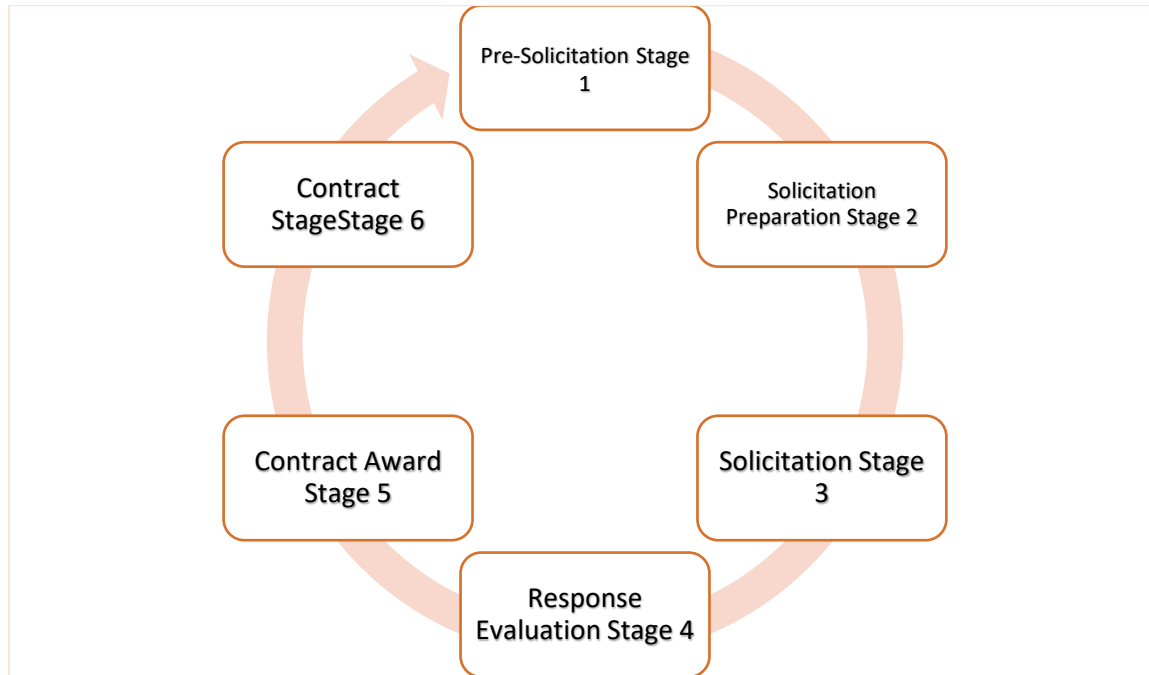 Pre-Solicitation Stage
1
Solicitation
Preparation Stage 2
Solicitation Stage
3
Response
Evaluation Stage 4
Contract Award
Stage 5
Contract
StageStage 6